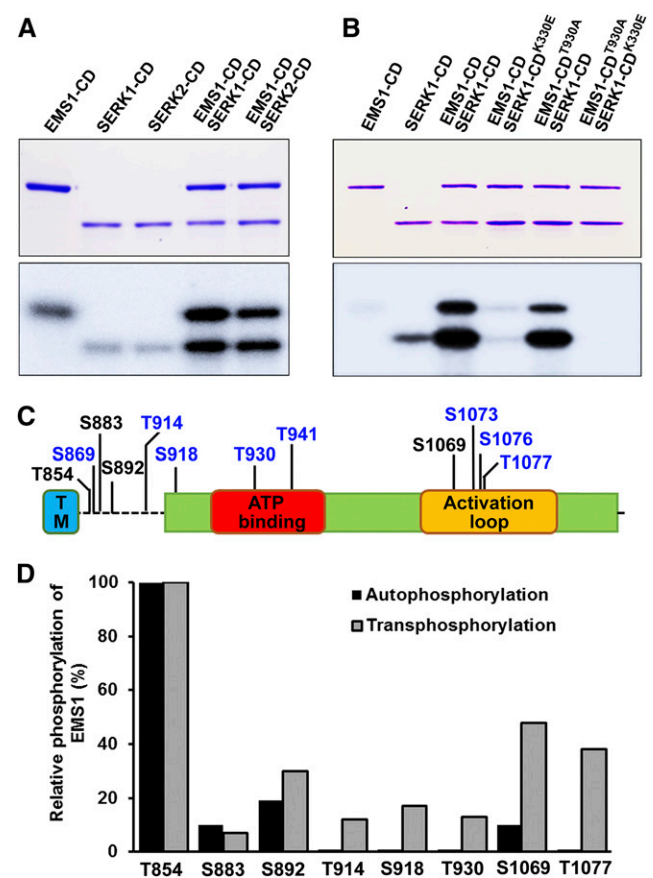 A
EMS1-CD
SERK1-CD
SERK2-CD
EMS1-CD
SERK1-CD
EMS1-CD
SERK2-CD
B
EMS1-CD
SERK1-CD
EMS1-CD
SERK1-CD
EMS1-CD
SERK1-CD^K330E
EMS1-CD^T930A
SERK1-CD
EMS1-CD^T930A
SERK1-CD^K330E
C
S883
T914
S869
S892
S918
T854
T941
T930
S1073
S1069
S1076
T1077
TM
ATP
binding
Activation
loop
D
Relative phosphorylation of
EMS1 (%)
100
80
60
40
20
0
Autophosphorylation
Transphosphorylation
T854 S883 S892 T914 S918 T930 S1069 T1077